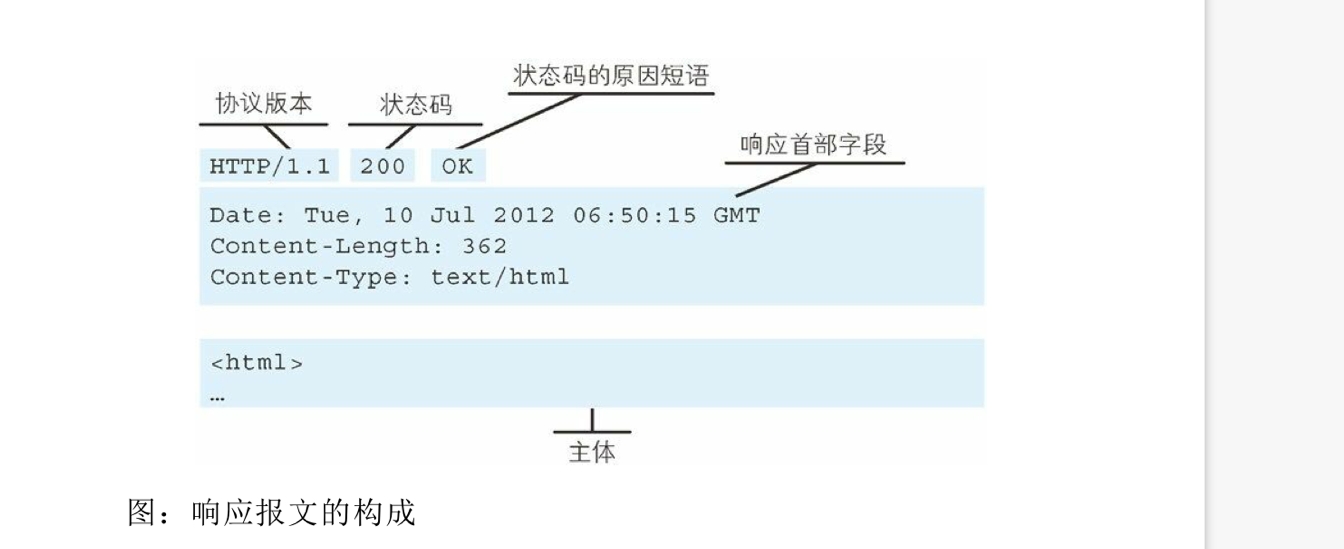 状态码的原因短语
协议版本 状态码
响应首部字段
HTTP/1.1 200 OK
Date: Tue, 10 Jul 2012 06:50:15 GMT
Content-Length: 362
Content-Type: text/html
<html>
…
主体
图：响应报文的构成